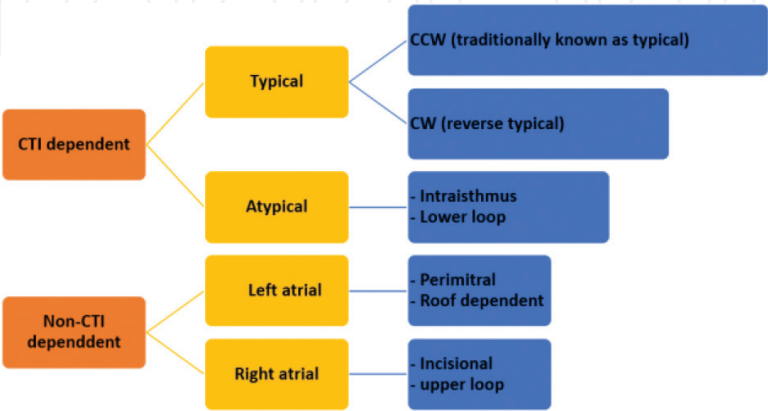 CTI dependent
Typical
CCW (traditionally known as typical)
CW (reverse typical)
Atypical
- Intraisthmus
- Lower loop
Non-CTI
dependdent
Left atrial
- Perimitral
- Roof dependent
Right atrial
- Incisional
- upper loop